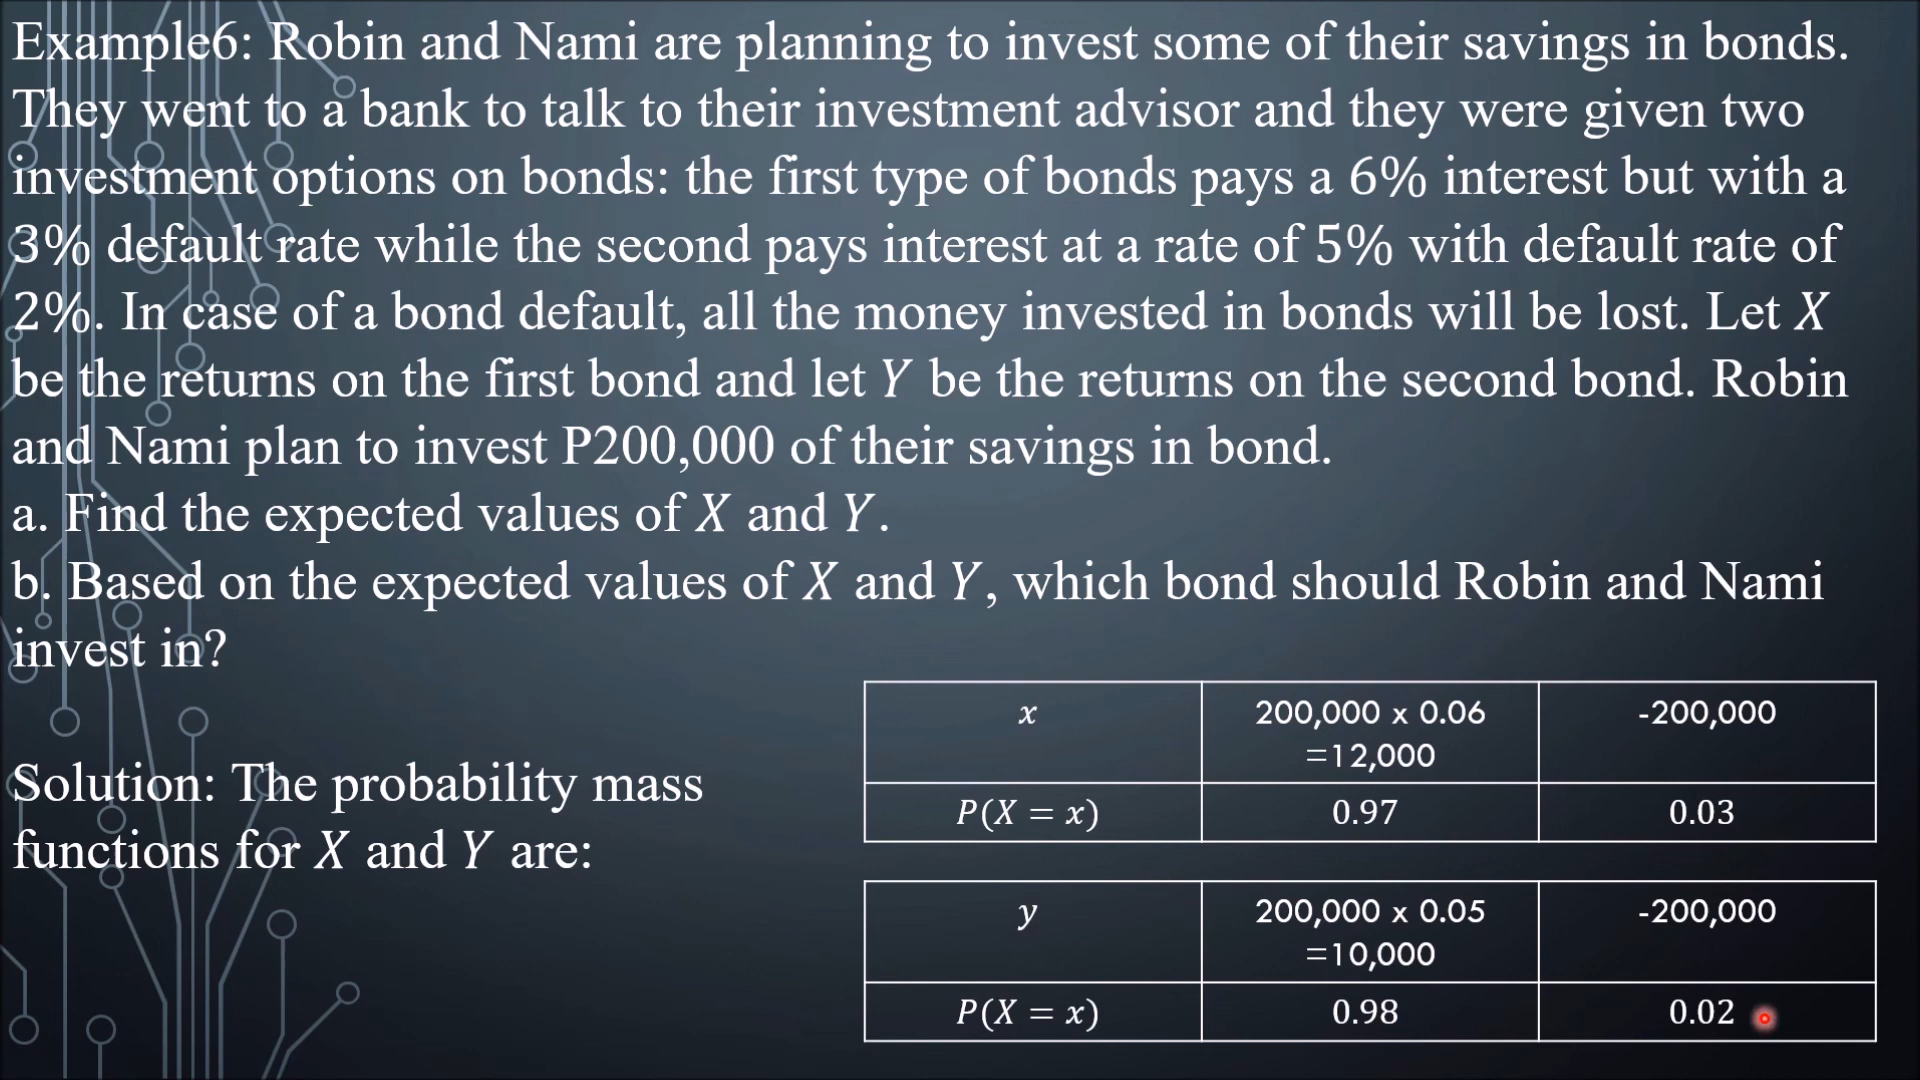 Example6: Robin and Nami are planning to invest some of their savings in bonds.
They went to a bank to talk to their investment advisor and they were given two
investment options on bonds: the first type of bonds pays a 6% interest but with a
3% default rate while the second pays interest at a rate of 5% with default rate of
2%. In case of a bond default, all the money invested in bonds will be lost. Let X
be the returns on the first bond and let Y be the returns on the second bond. Robin
and Nami plan to invest P200,000 of their savings in bond.
a. Find the expected values of X and Y.
b. Based on the expected values of X and Y, which bond should Robin and Nami
invest in?
Solution: The probability mass
functions for X and Y are:
x 200,000 x 0.06 -200,000
=12,000
P(X = x) 0.97 0.03
y 200,000 x 0.05 -200,000
=10,000
P(X = x) 0.98 0.02